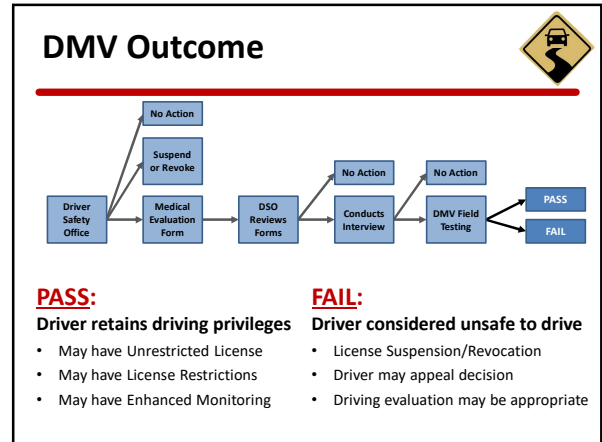 DMV Outcome
No Action
Suspend
or Revoke
No Action
No Action
Driver
Safety
Office
Medical
Evaluation
Form
DSO
Reviews
Forms
Conducts
Interview
DMV Field
Testing
PASS
FAIL
PASS:
Driver retains driving privileges
• May have Unrestricted License
• May have License Restrictions
• May have Enhanced Monitoring
FAIL:
Driver considered unsafe to drive
• License Suspension/Revocation
• Driver may appeal decision
• Driving evaluation may be appropriate